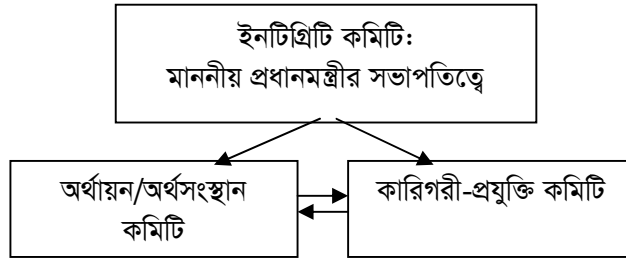 ইনটিগ্রিটি কমিটি:
মাননীয় প্রধানমন্ত্রীর সভাপতিত্বে
অর্থায়ন/অর্থসংস্থান
কমিটি
কারিগরী-প্রযুক্তি কমিটি